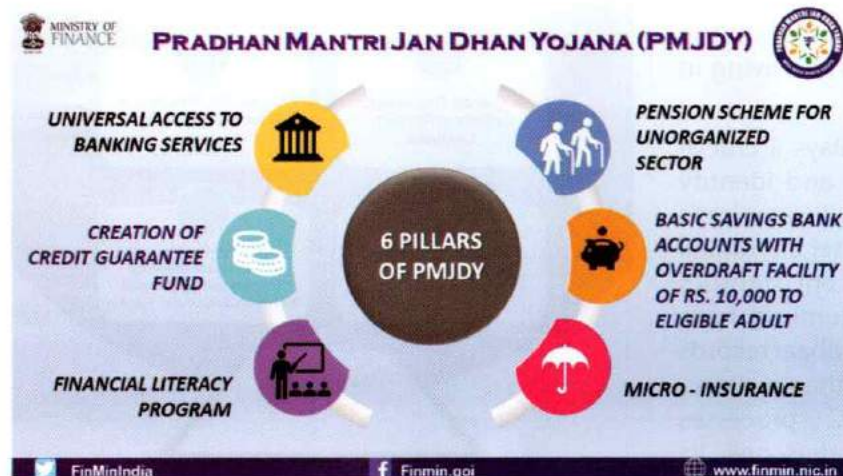 MINISTRY OF
FINANCE
PRADHAN MANTRI JAN DHAN YOJANA (PMJDY)
UNIVERSAL ACCESS TO
BANKING SERVICES
CREATION OF
CREDIT GUARANTEE
FUND
FINANCIAL LITERACY
PROGRAM
6 PILLARS
OF PMJDY
PENSION SCHEME FOR
UNORGANIZED
SECTOR
BASIC SAVINGS BANK
ACCOUNTS WITH
OVERDRAFT FACILITY
OF RS. 10,000 TO
ELIGIBLE ADULT
MICRO - INSURANCE
FinMinIndia
Finmin.goi
www.finmin.nic.in